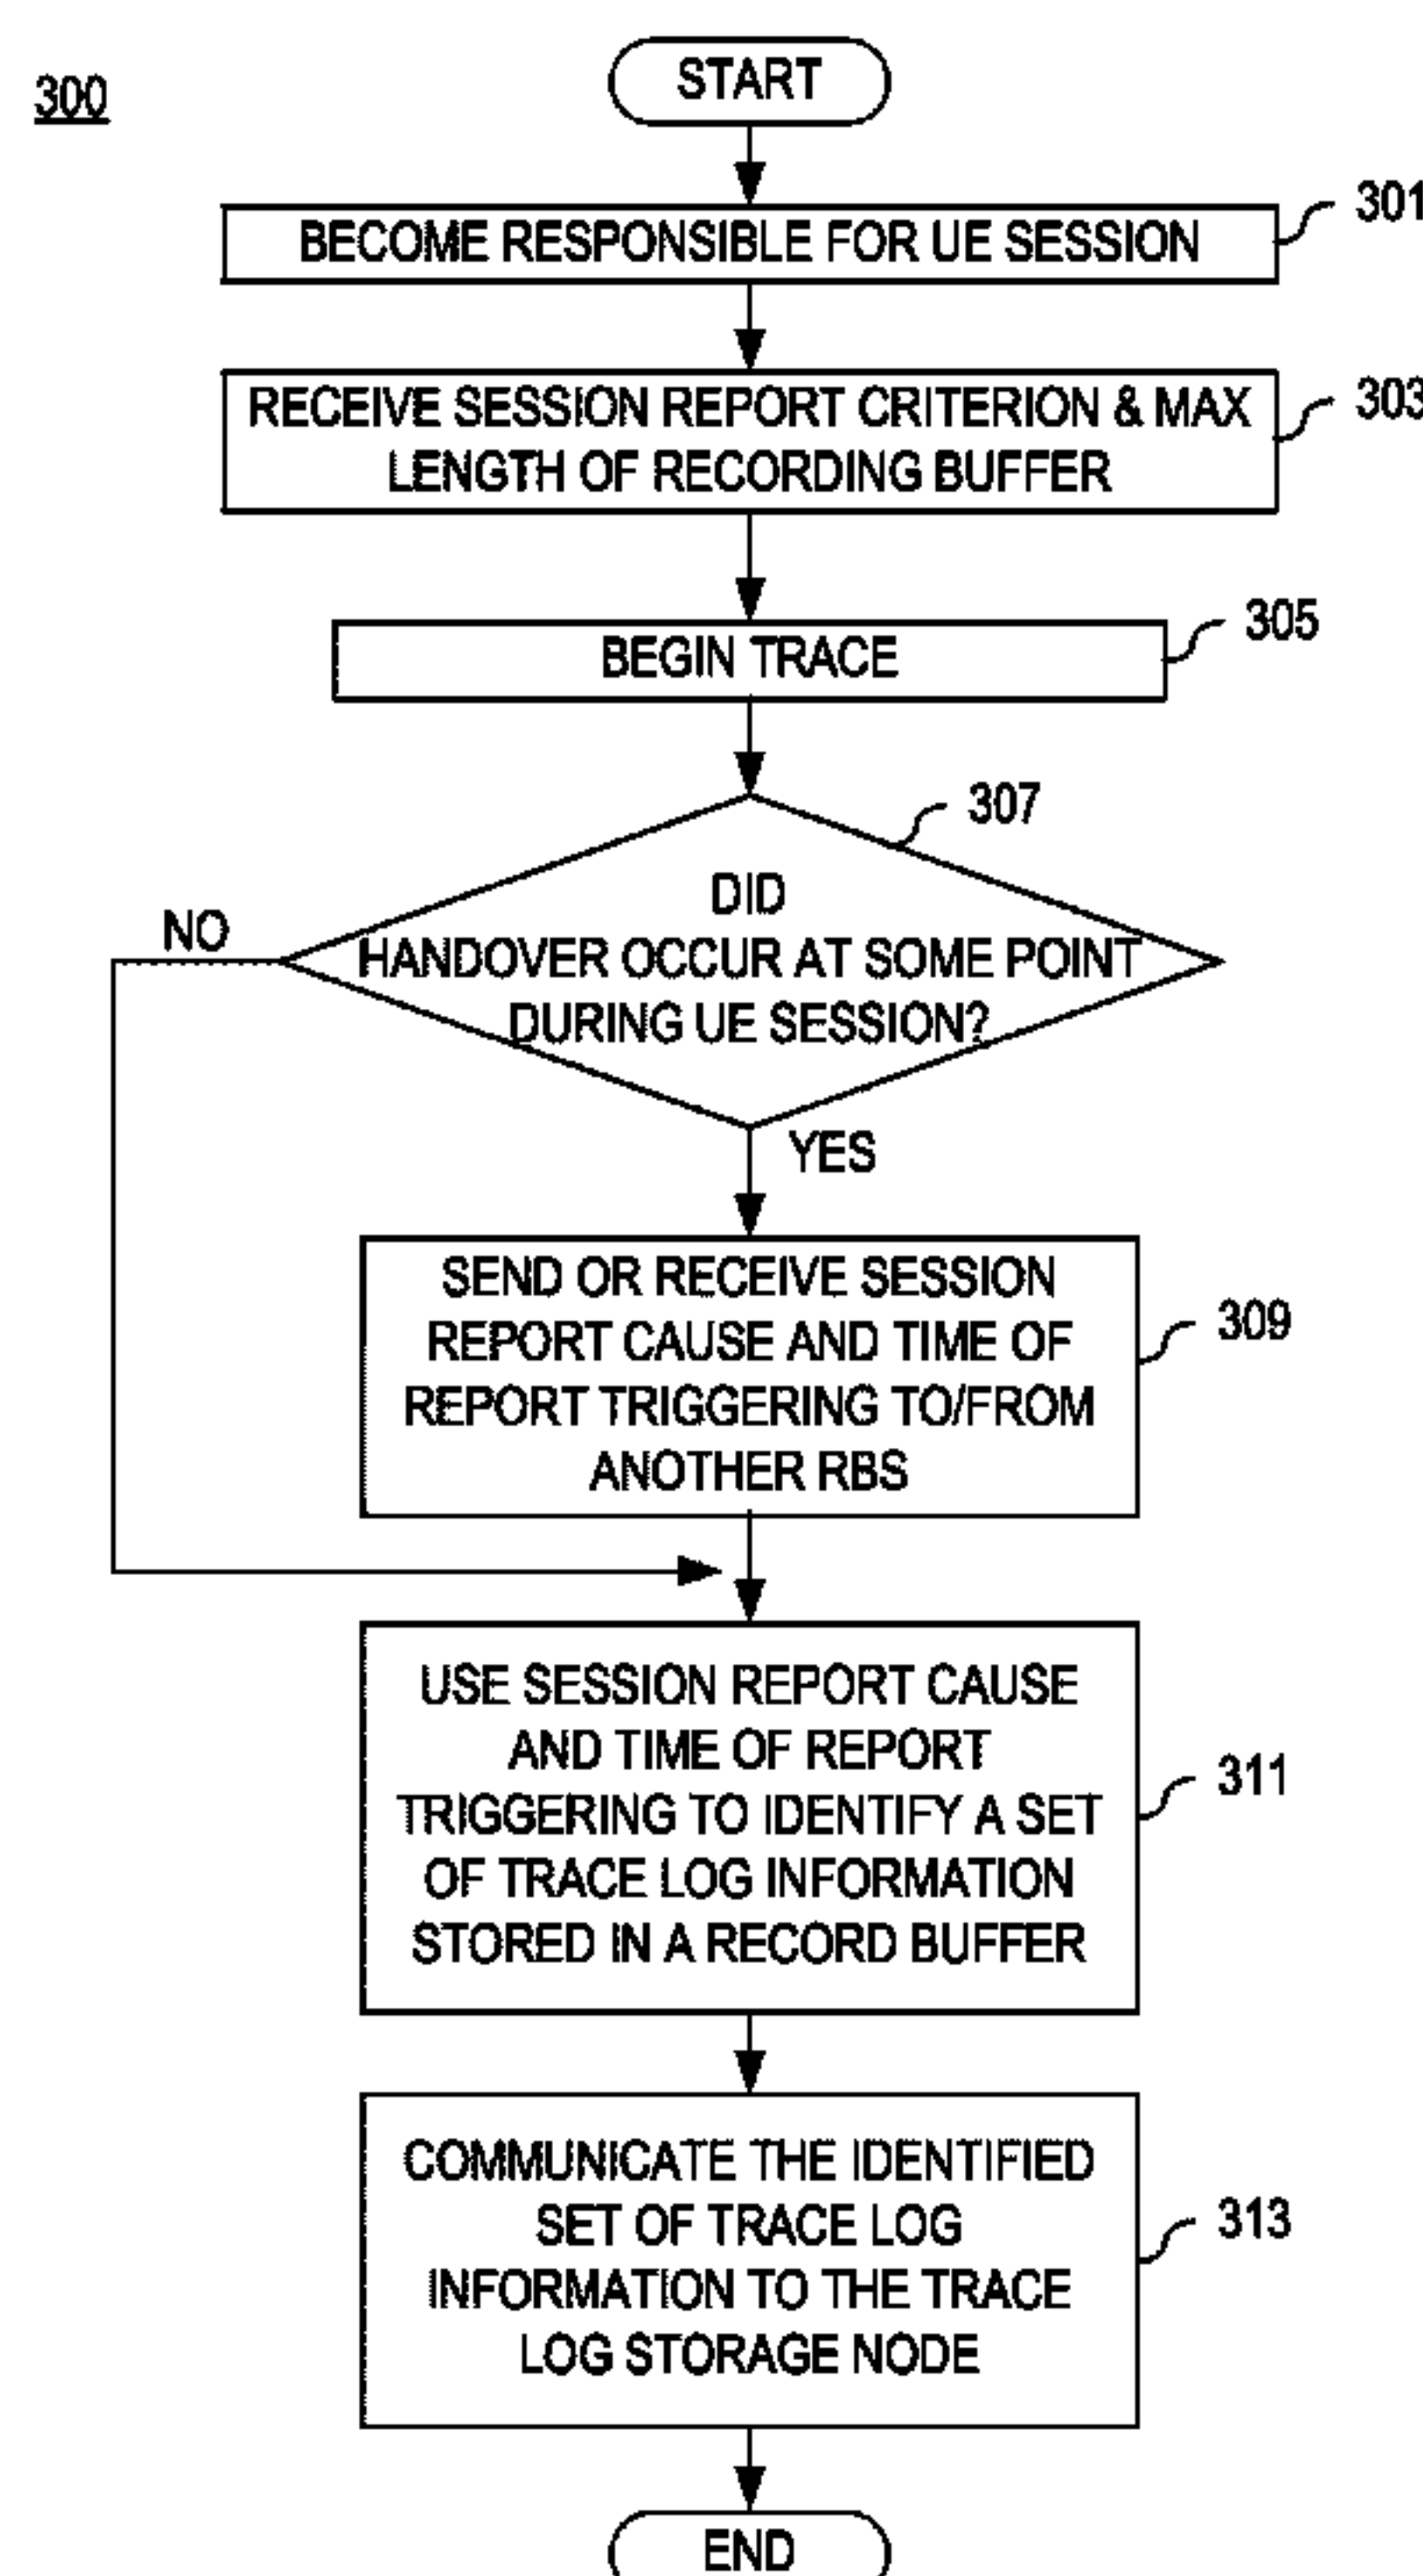 300
START
BECOME RESPONSIBLE FOR UE SESSION
301
RECEIVE SESSION REPORT CRITERION & MAX
LENGTH OF RECORDING BUFFER
303
BEGIN TRACE
305
307
DID
HANDOVER OCCUR AT SOME POINT
DURING UE SESSION?
NO
YES
SEND OR RECEIVE SESSION
REPORT CAUSE AND TIME OF
REPORT TRIGGERING TO/FROM
ANOTHER RBS
309
USE SESSION REPORT CAUSE
AND TIME OF REPORT
TRIGGERING TO IDENTIFY A SET
OF TRACE LOG INFORMATION
STORED IN A RECORD BUFFER
311
COMMUNICATE THE IDENTIFIED
SET OF TRACE LOG
INFORMATION TO THE TRACE
LOG STORAGE NODE
313
END